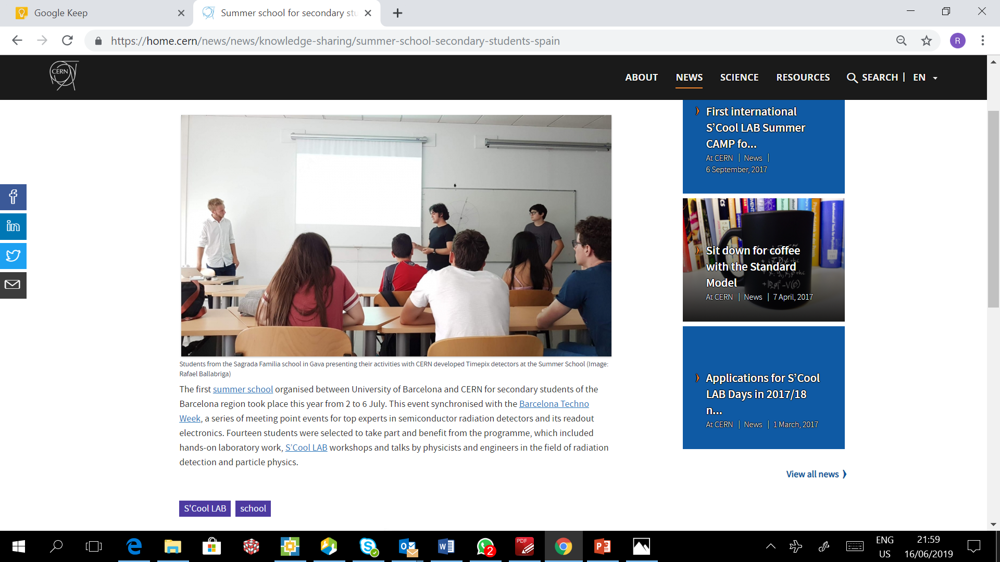 Google Keep
Summer school for secondary stu
https://home.cern/news/news/knowledge-sharing/summer-school-secondary-students-spain
R
CERN
ABOUT NEWS SCIENCE RESOURCES SEARCH | EN
First international
S’Cool LAB Summer
CAMP fo...
At CERN | News |
6 September, 2017
Sit down for coffee
with the Standard
Model
At CERN | News | 7 April, 2017
Applications for S’Cool
LAB Days in 2017/18
n...
At CERN | News | 1 March, 2017
View all news
Students from the Sagrada Familia school in Gava presenting their activities with CERN developed Timepix detectors at the Summer School (Image:
Rafael Ballabriga)
The first summer school organised between University of Barcelona and CERN for secondary students of the
Barcelona region took place this year from 2 to 6 July. This event synchronised with the Barcelona Techno
Week, a series of meeting point events for top experts in semiconductor radiation detectors and its readout
electronics. Fourteen students were selected to take part and benefit from the programme, which included
hands-on laboratory work, S’Cool LAB workshops and talks by physicists and engineers in the field of radiation
detection and particle physics.
S'Cool LAB school
2
PDF
ENG
US
21:59
16/06/2019